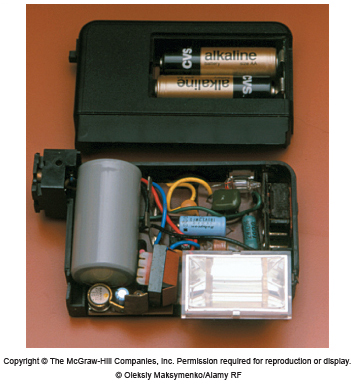 CVS alkaline
CVS alkaline
Copyright © The McGraw-Hill Companies, Inc. Permission required for reproduction or display.
© Oleksiy Maksymenko/Alamy RF